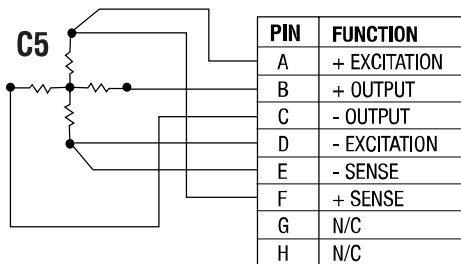 C5
PIN FUNCTION
A + EXCITATION
B + OUTPUT
C - OUTPUT
D - EXCITATION
E - SENSE
F + SENSE
G N/C
H N/C